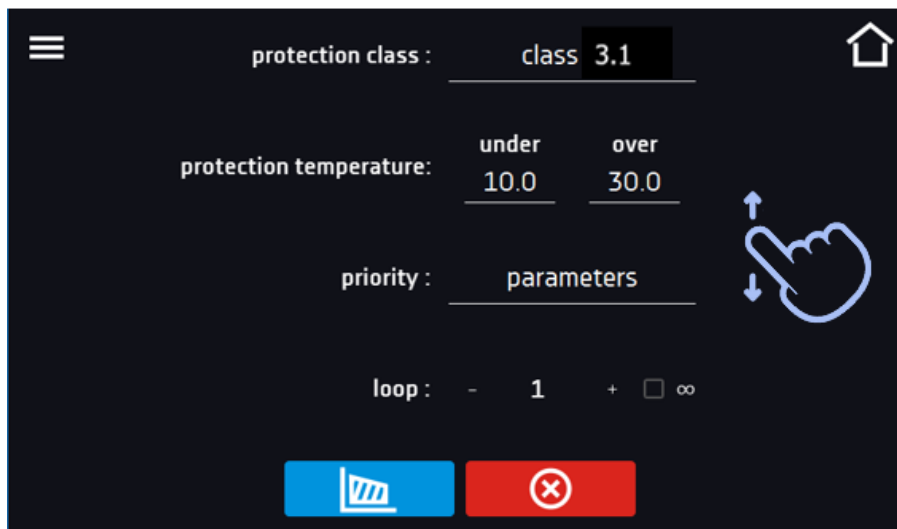 protection class : class 3.1
under over
protection temperature: 10.0 30.0
priority : parameters
loop : - 1 + ∞